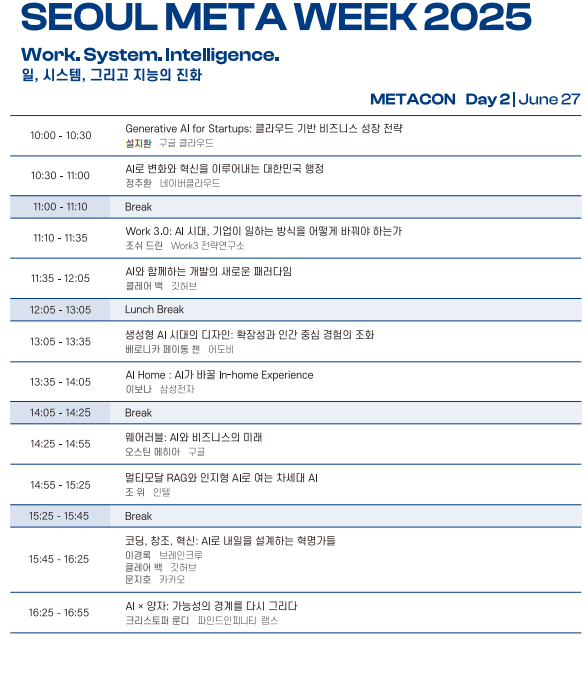 SEOUL META WEEK 2025
Work. System. Intelligence.
일, 시스템, 그리고 지능의 진화
METACON Day 2 | June 27
10:00 - 10:30
Generative AI for Startups: 클라우드 기반 비즈니스 성장 전략
설지환 구글 클라우드
10:30 - 11:00
AI로 변화와 혁신을 이루어내는 대한민국 행정
정주환 네이버클라우드
11:00 - 11:10 Break
11:10 - 11:35
Work 3.0: AI 시대, 기업이 일하는 방식을 어떻게 바꿔야 하는가
조쉬 드린 Work3 전략연구소
11:35 - 12:05
AI와 함께하는 개발의 새로운 패러다임
클레어 백 깃허브
12:05 - 13:05 Lunch Break
13:05 - 13:35
생성형 AI 시대의 디자인: 확장성과 인간 중심 경험의 조화
베로니카 페이통 첸 어도비
13:35 - 14:05
AI Home : AI가 바꿀 In-home Experience
이보나 삼성전자
14:05 - 14:25 Break
14:25 - 14:55
웨어러블: AI와 비즈니스의 미래
오스틴 메히아 구글
14:55 - 15:25
멀티모달 RAG와 인지형 AI로 여는 차세대 AI
조 위 인텔
15:25 - 15:45 Break
15:45 - 16:25
코딩, 창조, 혁신: AI로 내일을 설계하는 혁명가들
이경록 브레인크루
클레어 백 깃허브
문지호 카카오
16:25 - 16:55
AI × 양자: 가능성의 경계를 다시 그리다
크리스토퍼 룬디 파인드인피니티 랩스